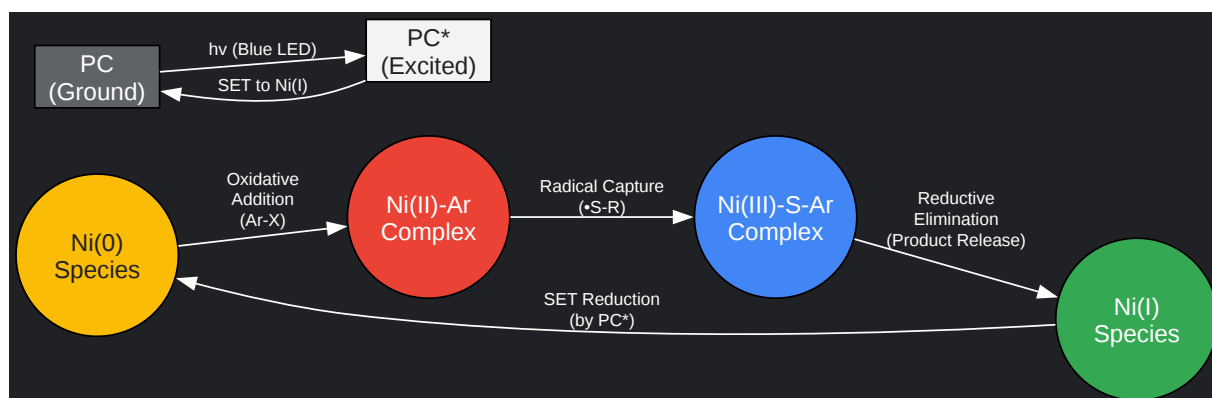 PC
(Ground)
hv (Blue LED)
SET to Ni(I)
PC*
(Excited)
Ni(0)
Species
Oxidative
Addition
(Ar-X)
Ni(II)-Ar
Complex
Radical Capture
(•S-R)
Ni(III)-S-Ar
Complex
Reductive
Elimination
(Product Release)
Ni(I)
Species
SET Reduction
(by PC*)